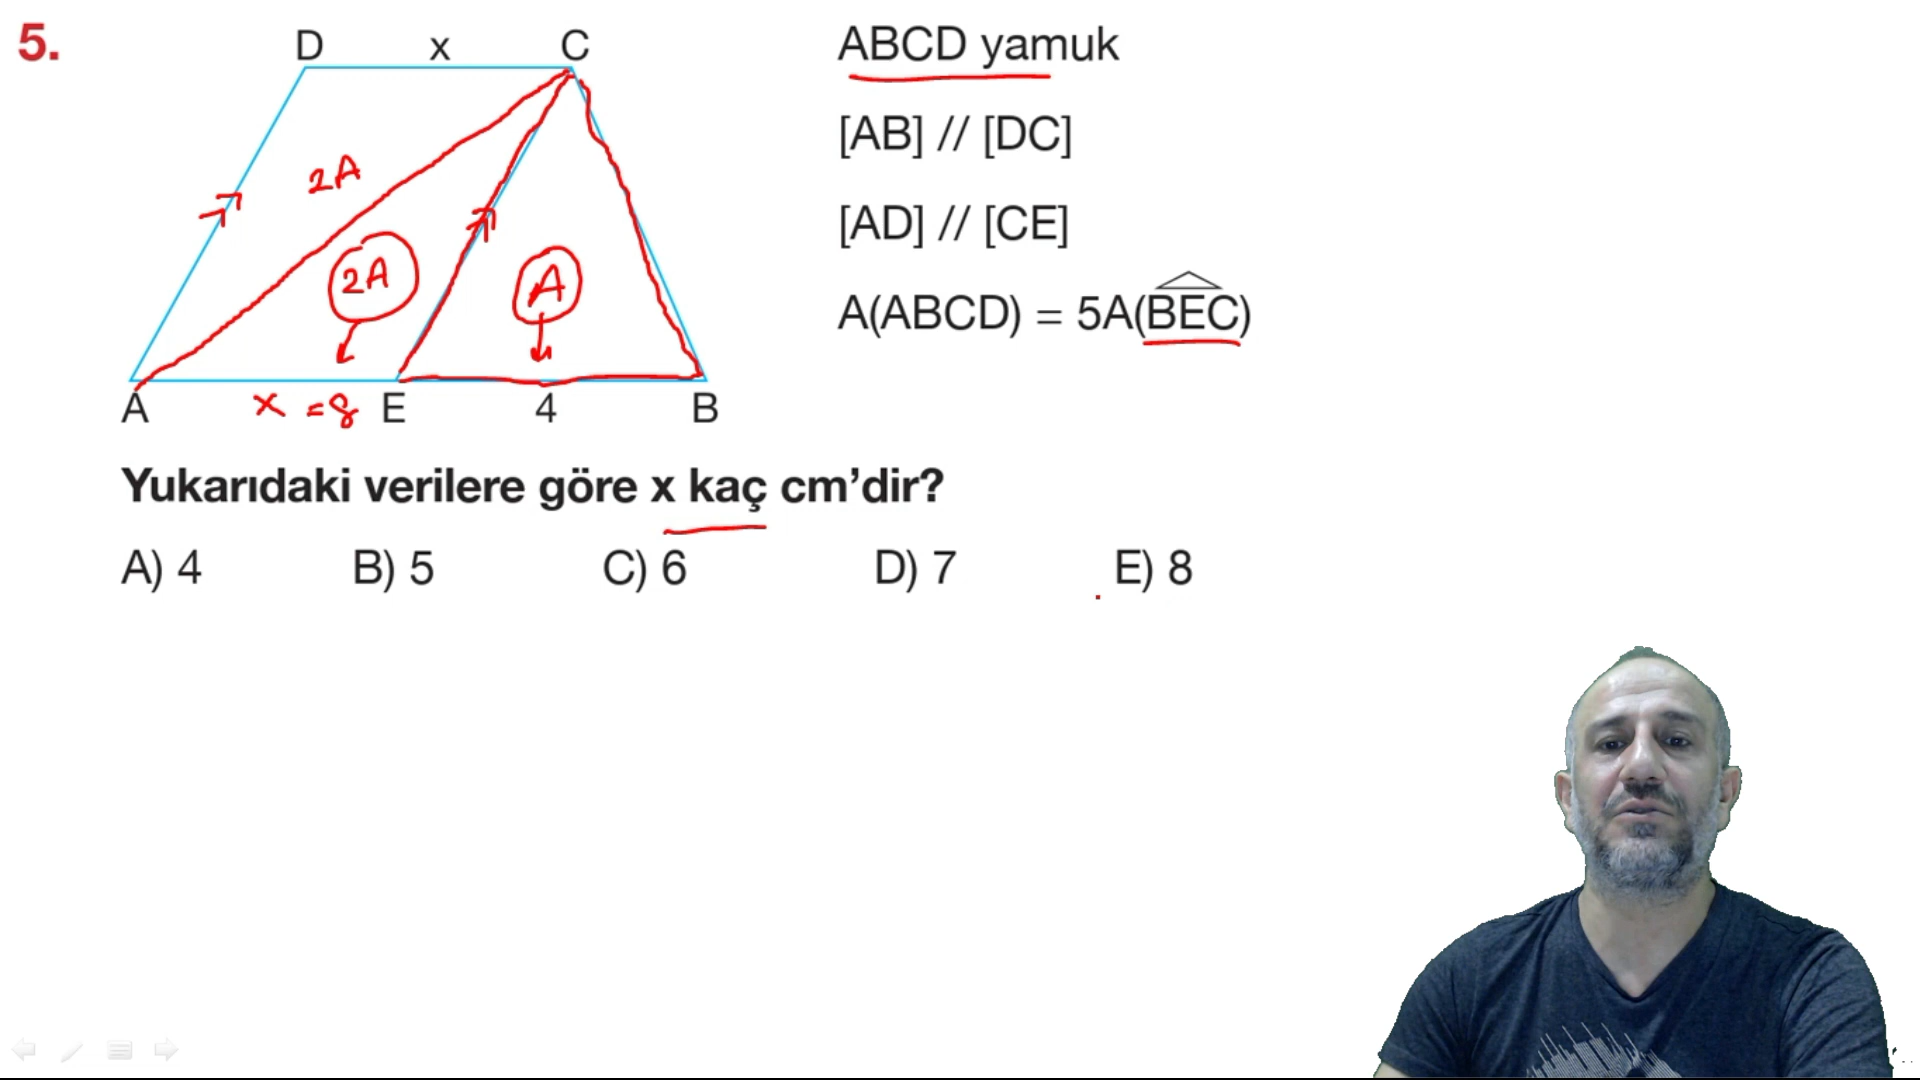 5.
D x C
ABCD yamuk
[AB] // [DC]
2A
[AD] // [CE]
2A A
A(ABCD) = 5A(BEC)
A x = 8 E 4 B
Yukarıdaki verilere göre x kaç cm’dir?
A) 4 B) 5 C) 6 D) 7 E) 8